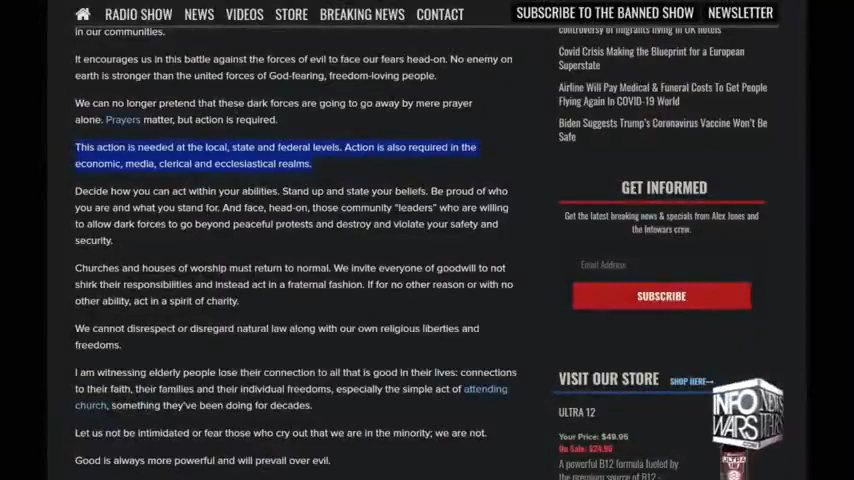 RADIO SHOW NEWS VIDEOS STORE BREAKING NEWS CONTACT
SUBSCRIBE TO THE BANNED SHOW NEWSLETTER
in our communities.
It encourages us in this battle against the forces of evil to face our fears head-on. No enemy on
earth is stronger than the united forces of God-fearing, freedom-loving people.
We can no longer pretend that these dark forces are going to go away by mere prayer
alone. Prayers matter, but action is required.
This action is needed at the local, state and federal levels. Action is also required in the
economic, media, clerical and ecclesiastical realms.
Decide how you can act within your abilities. Stand up and state your beliefs. Be proud of who
you are and what you stand for. And face, head-on, those community “leaders” who are willing
to allow dark forces to go beyond peaceful protests and destroy and violate your safety and
security.
Churches and houses of worship must return to normal. We invite everyone of goodwill to not
shirk their responsibilities and instead act in a fraternal fashion. If for no other reason or with no
other ability, act in a spirit of charity.
We cannot disrespect or disregard natural law along with our own religious liberties and
freedoms.
I am witnessing elderly people lose their connection to all that is good in their lives: connections
to their faith, their families and their individual freedoms, especially the simple act of attending
church, something they’ve been doing for decades.
Let us not be intimidated or fear those who cry out that we are in the minority; we are not.
Good is always more powerful and will prevail over evil.
controversy of migrants living in UK hotels
Covid Crisis Making the Blueprint for a European
Superstate
Airline Will Pay Medical & Funeral Costs To Get People
Flying Again In COVID-19 World
Biden Suggests Trump’s Coronavirus Vaccine Won’t Be
Safe
GET INFORMED
Get the latest breaking news & specials from Alex Jones and
the Infowars crew.
Email Address
SUBSCRIBE
VISIT OUR STORE SHOP HERE→
ULTRA 12
Your Price: $49.95
On Sale: $24.99
A powerful B12 formula fueled by
the premium source of B12 -
INFO
WARS
.COM
NEWS
WARS
ULTRA